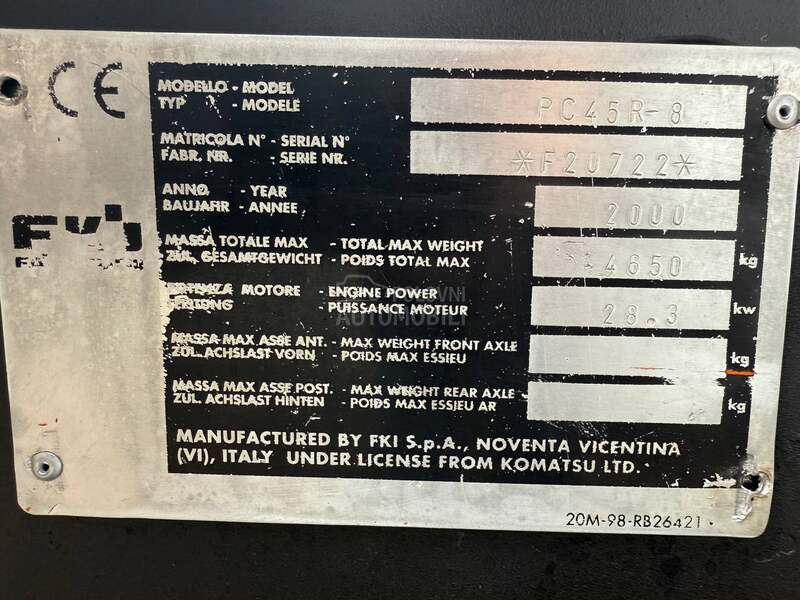 CE
MODELLO - MODEL
TYP - MODELE
PC45R-8
MATRICOLA N° - SERIAL N°
FABR. NR. - SERIE NR.
*F20722*
ANNO - YEAR
BAUJAHR - ANNEE
2000
MASSA TOTALE MAX - TOTAL MAX WEIGHT
ZUL. GESAMTGEWICHT - POIDS TOTAL MAX
4650 kg
MOTORE - ENGINE POWER
PUISSANCE MOTEUR
28.3 kw
AUTOMOBILI
MASSA MAX ASSE ANT. - MAX WEIGHT FRONT AXLE
ZUL. ACHSLAST VORN - POIDS MAX ESSIEU
kg
MASSA MAX ASSE POST. - MAX WEIGHT REAR AXLE
ZUL. ACHSLAST HINTEN - POIDS MAX ESSIEU AR
kg
MANUFACTURED BY FKI S.p.A., NOVENTA VICENTINA
(VI), ITALY UNDER LICENSE FROM KOMATSU LTD.
20M-98-RB26421